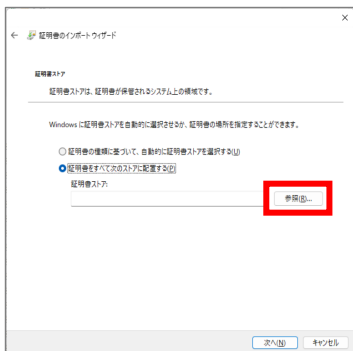 証明書のインポート ウィザード
証明書ストア
証明書ストアは、証明書が保管されるシステム上の領域です。
Windows に証明書ストアを自動的に選択させるか、証明書の場所を指定することができます。
証明書の種類に基づいて、自動的に証明書ストアを選択する(U)
証明書をすべて次のストアに配置する(P)
証明書ストア:
参照(R)...
次へ(N) キャンセル